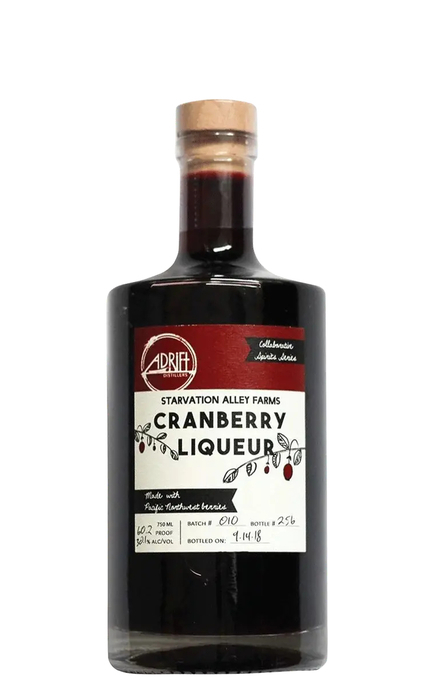 ADRIFT
DISTILLERS
Collaborative
Spirits Series
STARVATION ALLEY FARMS
CRANBERRY
LIQUEUR
Made with
Pacific Northwest berries
750 ML
60.2 PROOF
30.1% ALC/VOL
BATCH # 010 BOTTLE # 256
BOTTLED ON: 9.14.18